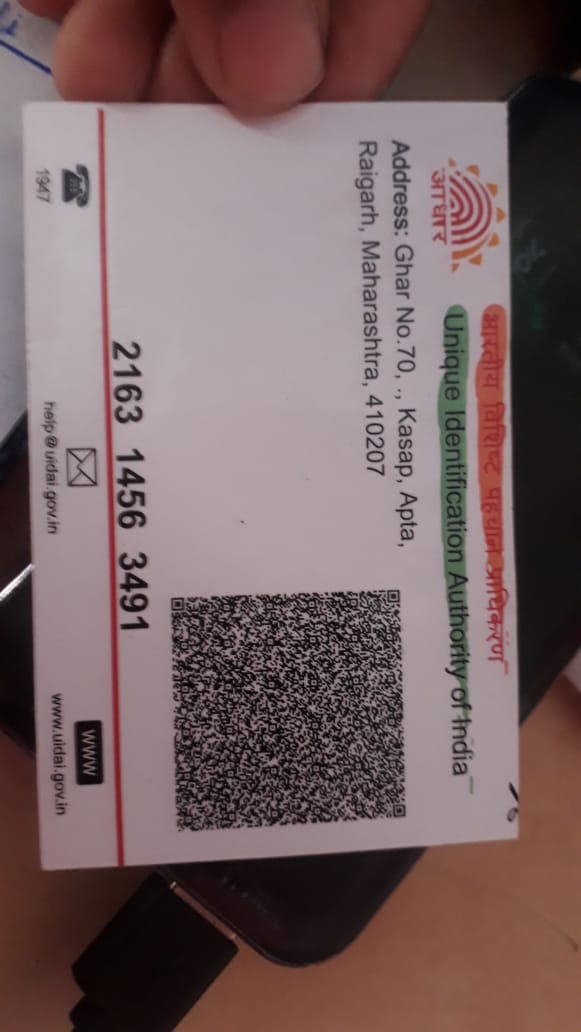 आधार
भारतीय विशिष्ट पहचान
Unique Identification Authority of India
Address: Ghar No.70, ., Kasap, Apta,
Raigarh, Maharashtra, 410207
2163 1456 3491
1947
help@uidai.gov.in
WWW
www.uidai.gov.in